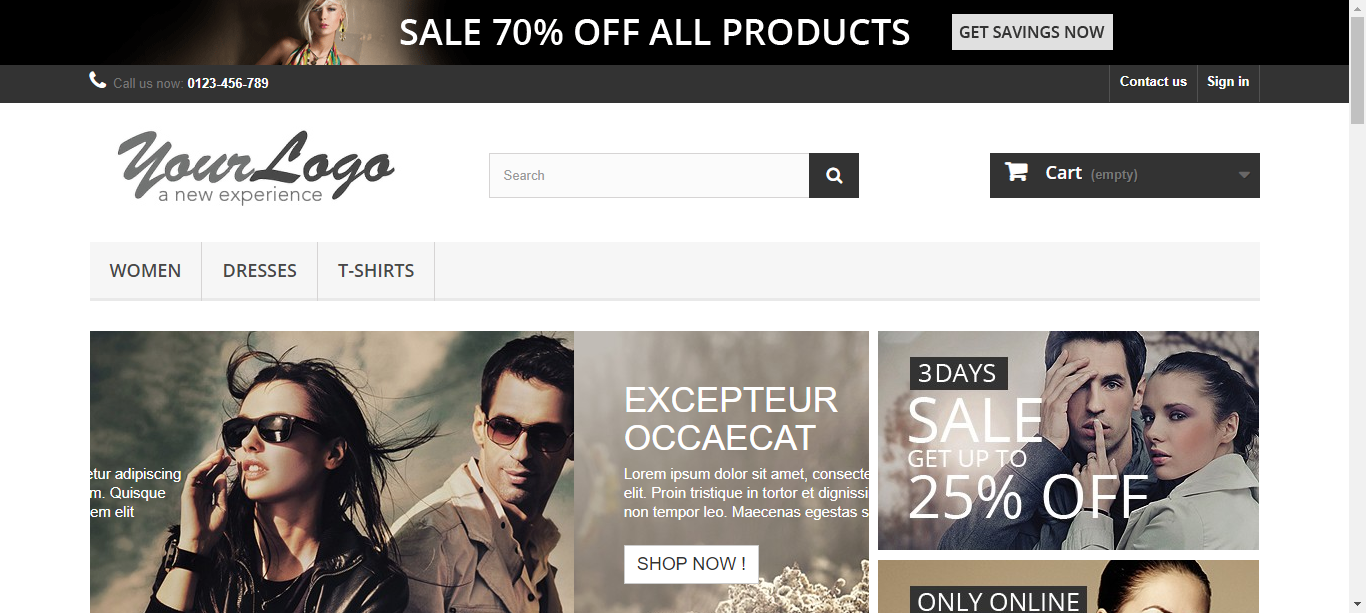 SALE 70% OFF ALL PRODUCTS
GET SAVINGS NOW
Call us now: 0123-456-789
Contact us
Sign in
YourLogo
a new experience
Search
Cart (empty)
WOMEN
DRESSES
T-SHIRTS
etur adipiscing
m. Quisque
em elit
EXCEPTEUR
OCCAECAT
Lorem ipsum dolor sit amet, consecte
elit. Proin tristique in tortor et dignissi
non tempor leo. Maecenas egestas s
SHOP NOW !
3 DAYS
SALE
GET UP TO
25% OFF
ONLY ONLINE